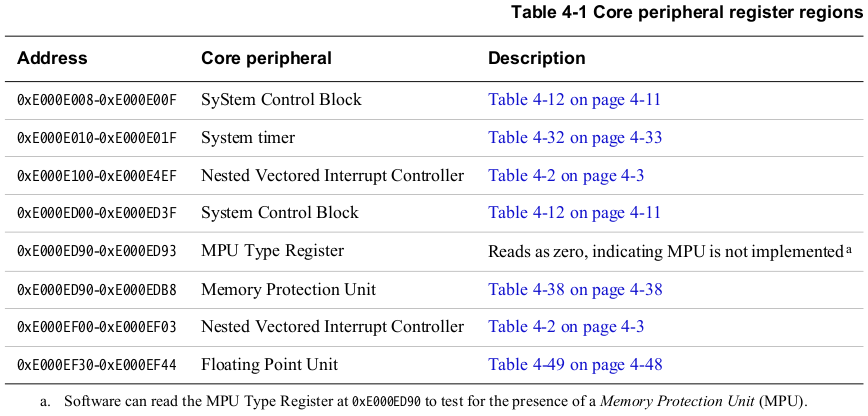 Table 4-1 Core peripheral register regions
Address Core peripheral Description
0xE000E008-0xE000E00F SyStem Control Block Table 4-12 on page 4-11
0xE000E010-0xE000E01F System timer Table 4-32 on page 4-33
0xE000E100-0xE000E4EF Nested Vectored Interrupt Controller Table 4-2 on page 4-3
0xE000ED00-0xE000ED3F System Control Block Table 4-12 on page 4-11
0xE000ED90-0xE000ED93 MPU Type Register Reads as zero, indicating MPU is not implemented a
0xE000ED90-0xE000EDB8 Memory Protection Unit Table 4-38 on page 4-38
0xE000EF00-0xE000EF03 Nested Vectored Interrupt Controller Table 4-2 on page 4-3
0xE000EF30-0xE000EF44 Floating Point Unit Table 4-49 on page 4-48
a. Software can read the MPU Type Register at 0xE000ED90 to test for the presence of a Memory Protection Unit (MPU).